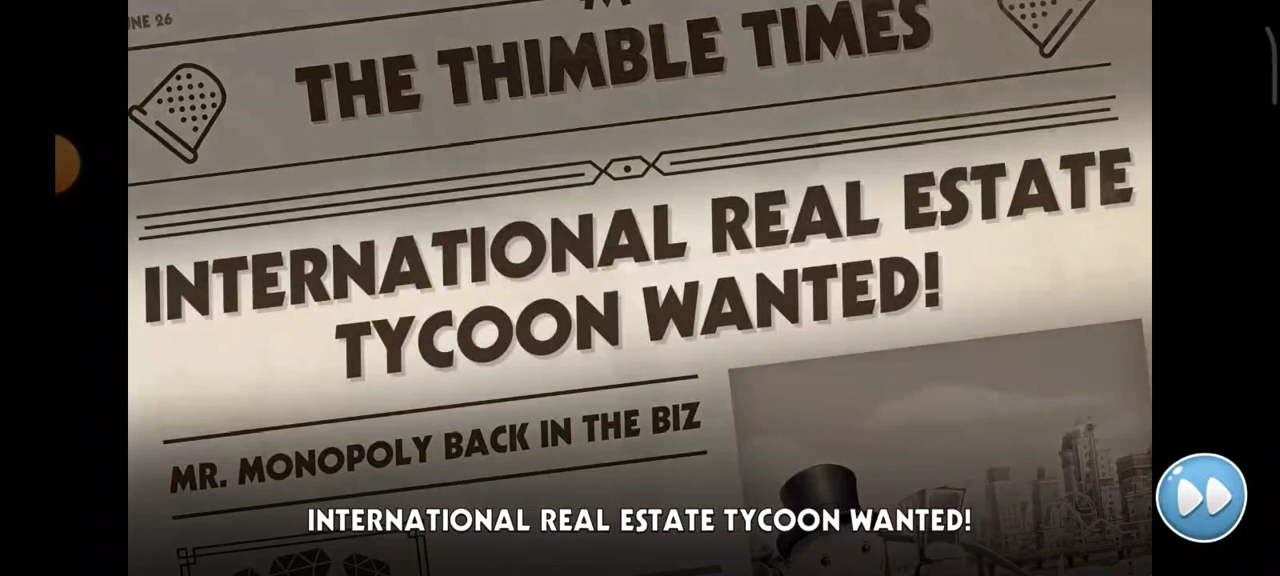 26
THE THIMBLE TIMES
INTERNATIONAL REAL ESTATE
TYCOON WANTED!
MR. MONOPOLY BACK IN THE BIZ
INTERNATIONAL REAL ESTATE TYCOON WANTED!